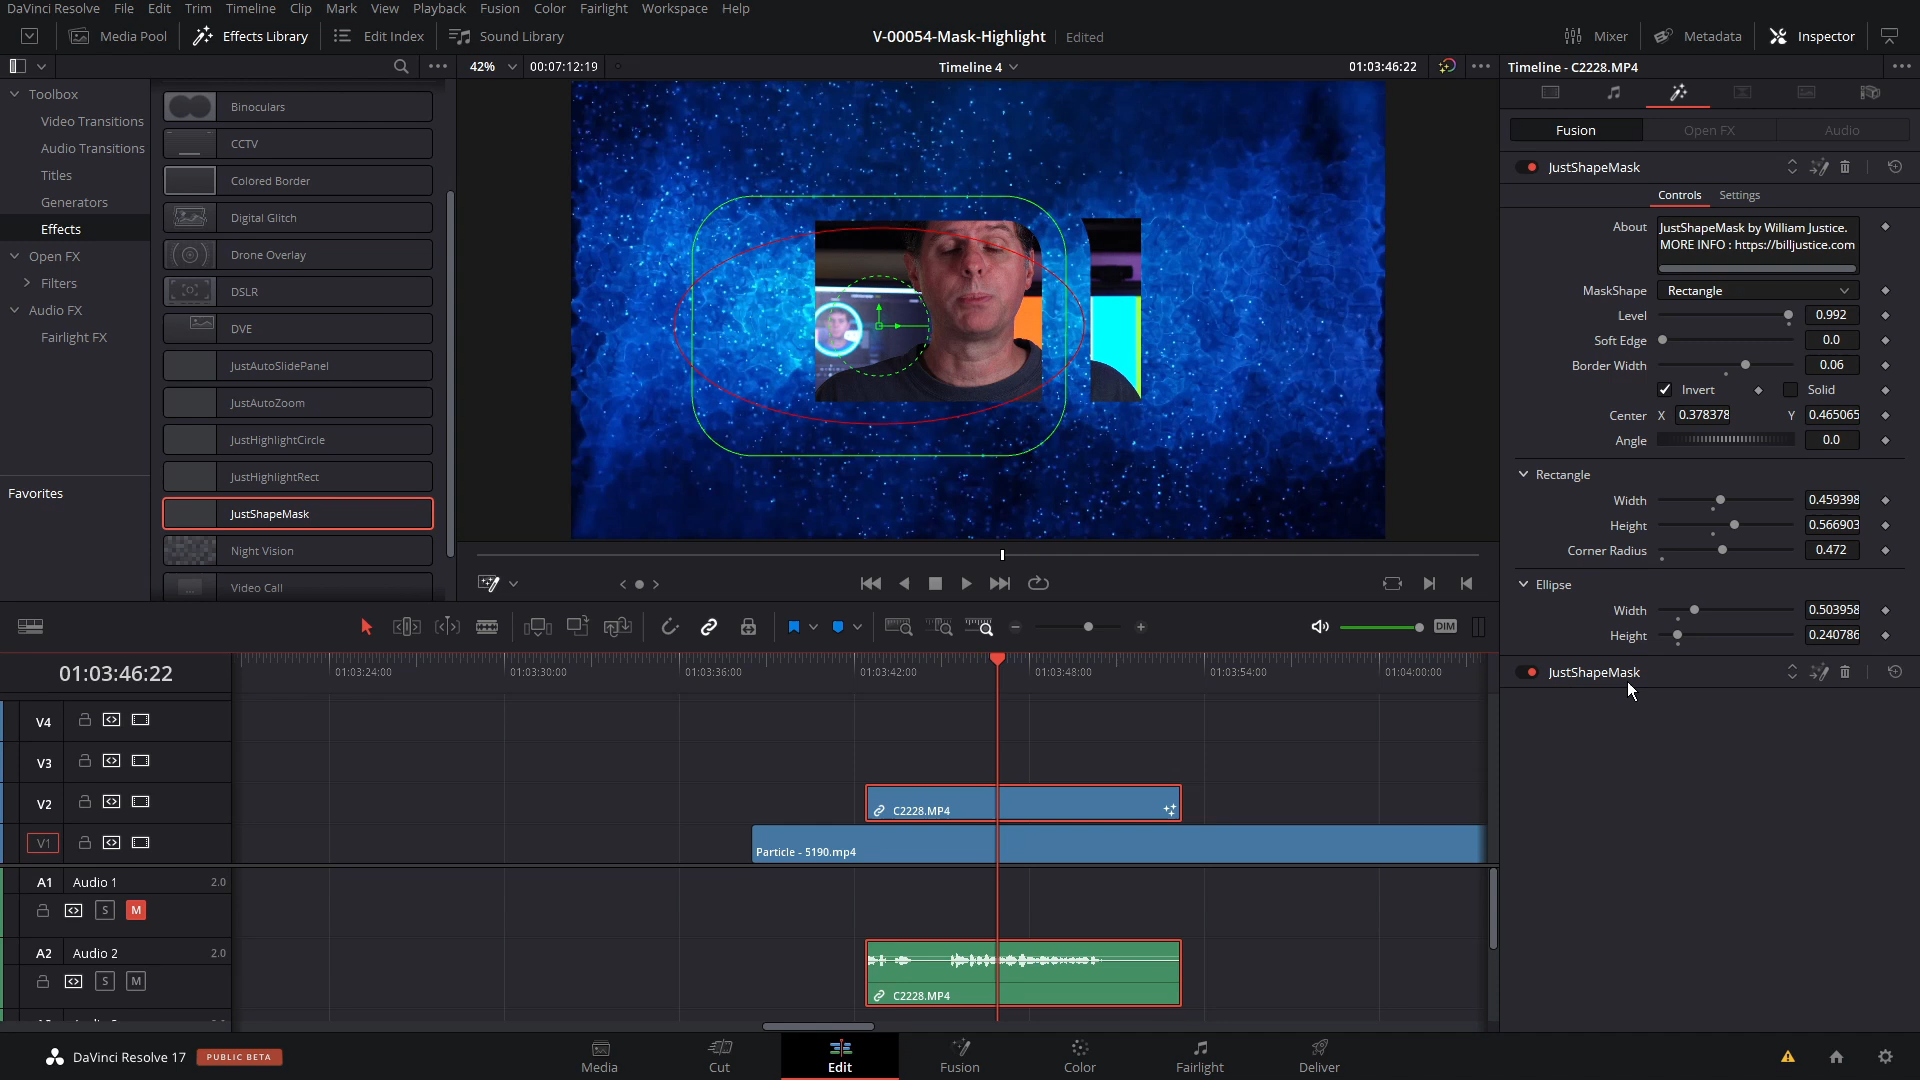 DaVinci Resolve File Edit Trim Timeline Clip Mark View Playback Fusion Color Fairlight Workspace Help
Media Pool Effects Library Edit Index Sound Library
V-00054-Mask-Highlight Edited
Mixer Metadata Inspector
42% 00:07:12:19
Timeline 4
01:03:46:22
Timeline - C2228.MP4
Toolbox
Video Transitions
Audio Transitions
Titles
Generators
Effects
Open FX
Filters
Audio FX
Fairlight FX
Favorites
Binoculars
CCTV
Colored Border
Digital Glitch
Drone Overlay
DSLR
DVE
JustAutoSlidePanel
JustAutoZoom
JustHighlightCircle
JustHighlightRect
JustShapeMask
Night Vision
Video Call
Fusion Open FX Audio
JustShapeMask
Controls Settings
About JustShapeMask by William Justice.
MORE INFO : https://billjustice.com
MaskShape Rectangle
Level 0.992
Soft Edge 0.0
Border Width 0.06
Invert Solid
Center X 0.378378 Y 0.465065
Angle 0.0
Rectangle
Width 0.459398
Height 0.566903
Corner Radius 0.472
Ellipse
Width 0.503958
Height 0.240786
JustShapeMask
DIM
01:03:46:22
01:03:24:00 01:03:30:00 01:03:36:00 01:03:42:00 01:03:48:00 01:03:54:00 01:04:00:00
V4
V3
V2
C2228.MP4
V1
Particle - 5190.mp4
A1 Audio 1 2.0
S M
A2 Audio 2 2.0
S M
C2228.MP4
DaVinci Resolve 17 PUBLIC BETA
Media Cut Edit Fusion Color Fairlight Deliver